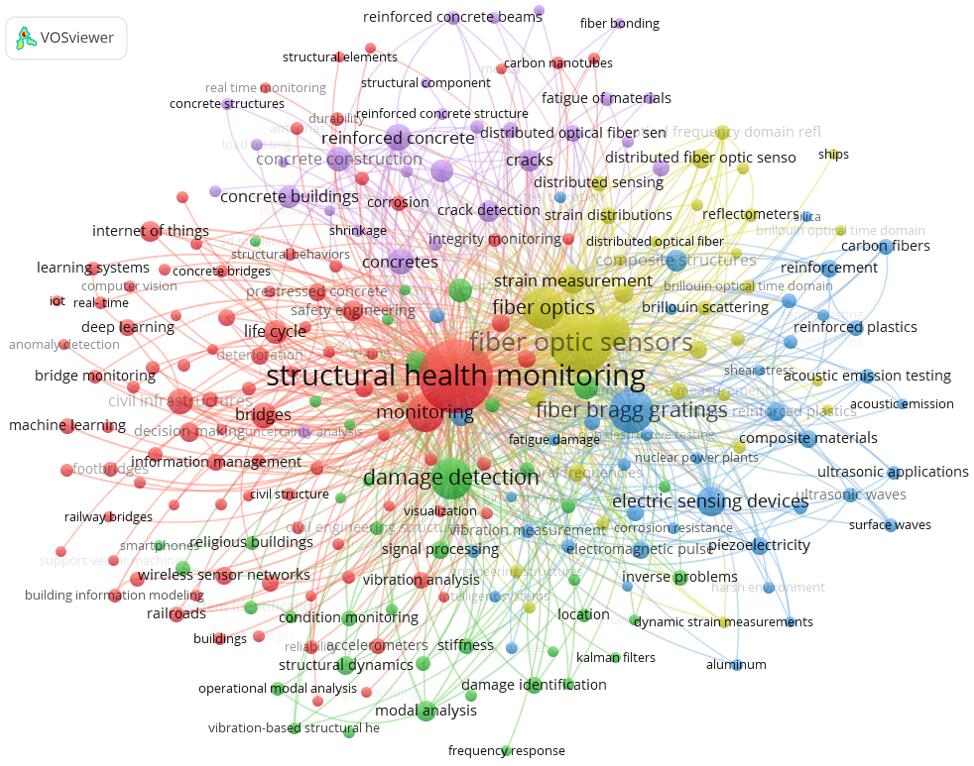 VOSviewer
reinforced concrete beams
fiber bonding
structural elements
carbon nanotubes
structural component
real time monitoring
concrete structures
fatigue of materials
reinforced concrete structure
durability
reinforced concrete
distributed optical fiber sen
optical frequency domain refl
concrete construction
cracks
distributed fiber optic senso
ships
distributed sensing
concrete buildings
corrosion
crack detection
strain distributions
reflectometers
silica
internet of things
shrinkage
integrity monitoring
distributed optical fiber
brillouin optical time domain
carbon fibers
structural behaviors
concretes
composite structures
learning systems
concrete bridges
strain measurement
reinforcement
computer vision
prestressed concrete
brillouin optical time domain
iot
real-time
safety engineering
fiber optics
brillouin scattering
deep learning
life cycle
reinforced plastics
anomaly detection
fiber optic sensors
deterioration
bridge monitoring
structural health monitoring
shear stress
acoustic emission testing
civil infrastructures
bridges
monitoring
fiber bragg gratings
reinforced plastics
acoustic emission
machine learning
decision making
uncertainty analysis
fatigue damage
composite materials
footbridges
information management
nuclear power plants
damage detection
natural frequencies
ultrasonic applications
civil structure
electric sensing devices
ultrasonic waves
railway bridges
visualization
surface waves
civil engineering structures
vibration measurement
corrosion resistance
smartphones
religious buildings
signal processing
electromagnetic pulse
piezoelectricity
support vector machines
wireless sensor networks
vibration analysis
engineering structures
inverse problems
harsh environment
building information modeling
intelligent systems
railroads
condition monitoring
location
dynamic strain measurements
buildings
reliability
accelerometers
stiffness
structural dynamics
kalman filters
aluminum
operational modal analysis
damage identification
modal analysis
vibration-based structural he
frequency response